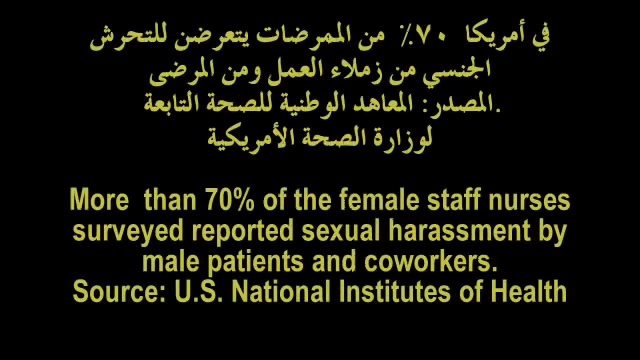 في أمريكا ٧٠٪ من الممرضات يتعرضن للتحرش
الجنسي من زملاء العمل ومن المرضى
المصدر: المعاهد الوطنية للصحة التابعة.
لوزارة الصحة الأمريكية
More than 70% of the female staff nurses
surveyed reported sexual harassment by
male patients and coworkers.
Source: U.S. National Institutes of Health